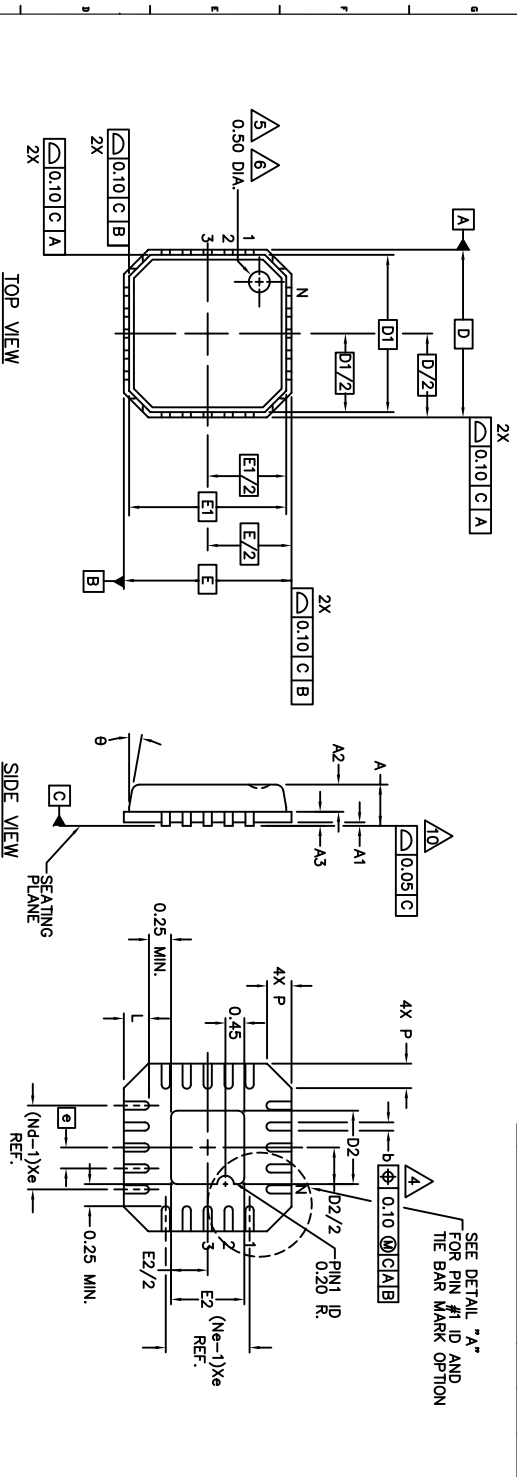 G
F
E
D
2X
⌓ 0.10 C A
A
D
D/2
D1
D1/2
5
6
0.50 DIA.
N
1
2
3
E1/2
E1
E/2
E
B
2X
⌓ 0.10 C B
⌓ 0.10 C B
2X
⌓ 0.10 C A
2X
TOP VIEW
10
⌓ 0.05 C
A
A1
A2
A3
θ
C
SEATING
PLANE
SIDE VIEW
SEE DETAIL "A"
FOR PIN #1 ID AND
TIE BAR MARK OPTION
4
b ⌖ 0.10 Ⓜ C A B
4X P
4X P
D2
D2/2
N
0.45
0.25 MIN.
L
PIN1 ID
0.20 R.
1
2
3
E2
E2/2
(Ne-1)Xe
REF.
e
(Nd-1)Xe
REF.
0.25 MIN.